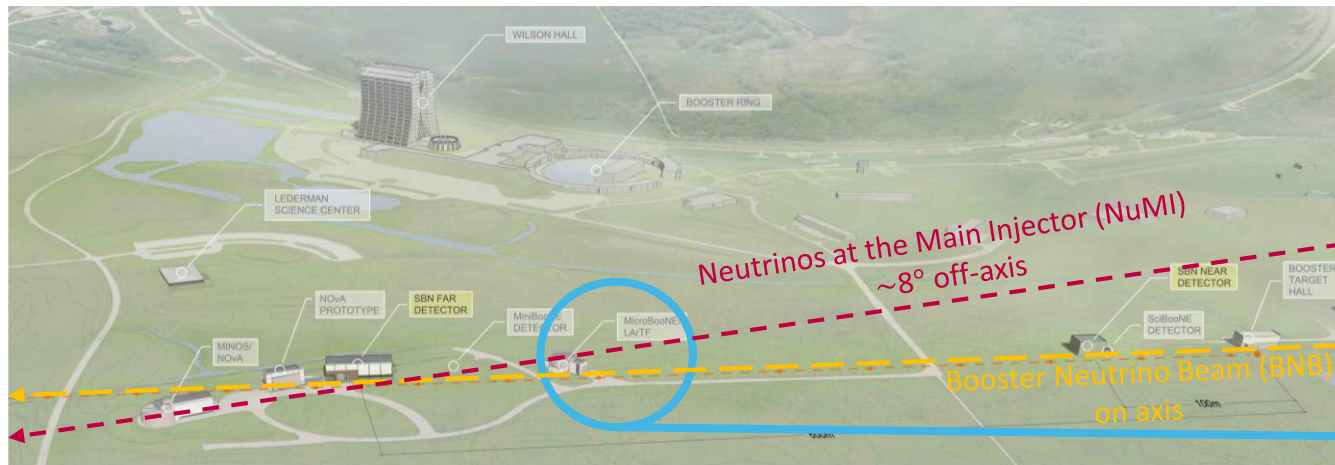 WILSON HALL
BOOSTER RING
LEDERMAN
SCIENCE CENTER
Neutrinos at the Main Injector (NuMI)
~8° off-axis
NOvA
PROTOTYPE
SBN FAR
DETECTOR
MiniBooNE
DETECTOR
MicroBooNE
LArTF
SBN NEAR
DETECTOR
SciBooNE
DETECTOR
BOOSTER
TARGET
HALL
MINOS/
NOvA
Booster Neutrino Beam (BNB)
on axis
100m
600m